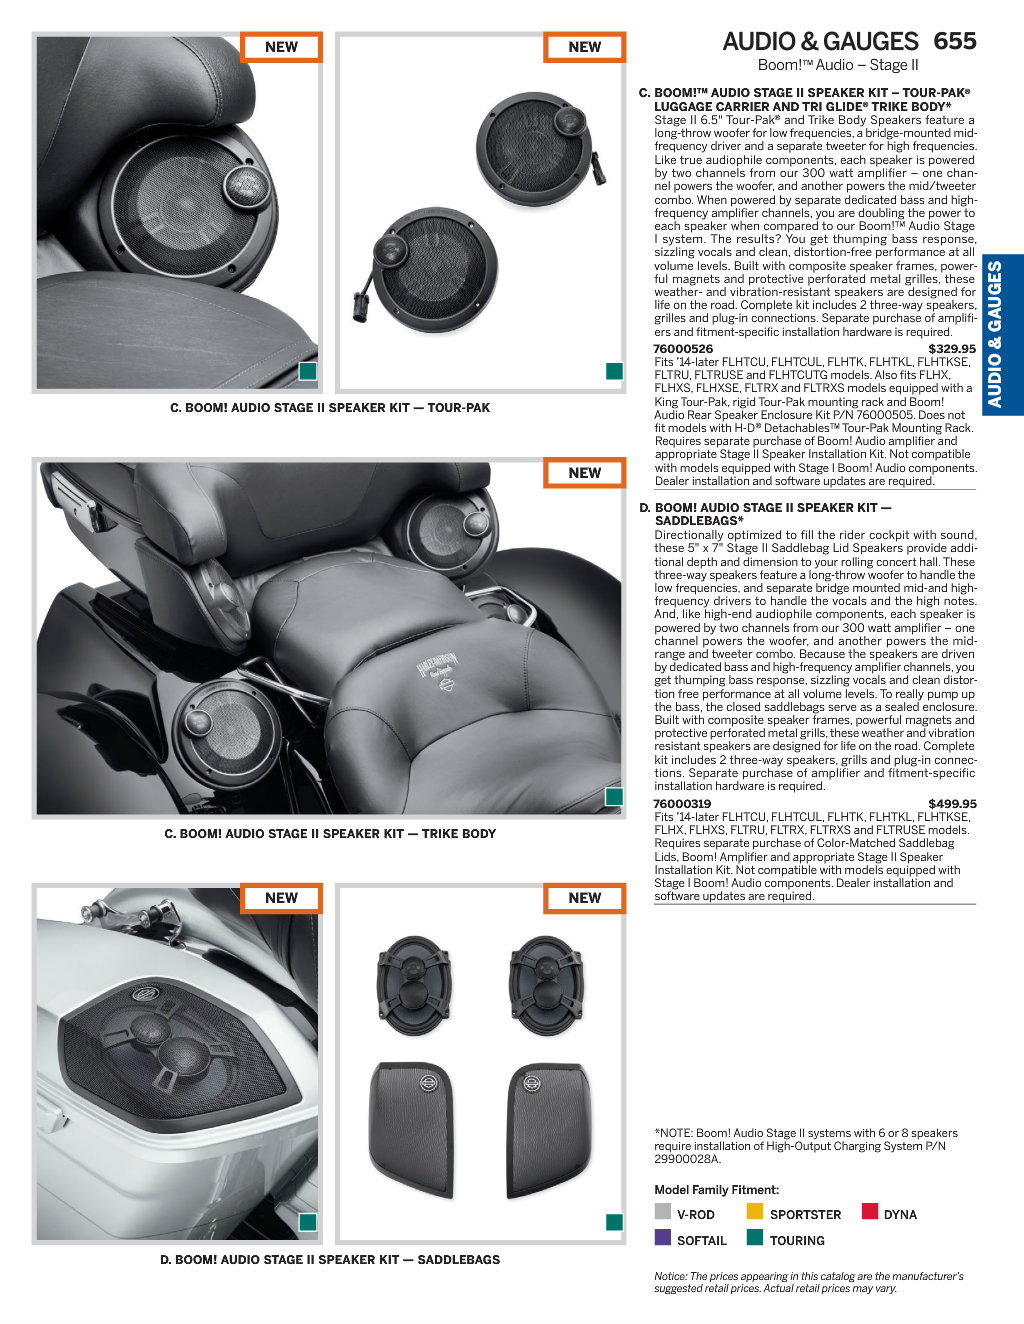 AUDIO & GAUGES 655
Boom!™ Audio – Stage II
NEW
NEW
C. BOOM! AUDIO STAGE II SPEAKER KIT — TOUR-PAK
NEW
HARLEY-DAVIDSON
C. BOOM! AUDIO STAGE II SPEAKER KIT — TRIKE BODY
NEW
NEW
D. BOOM! AUDIO STAGE II SPEAKER KIT — SADDLEBAGS
C. BOOM!™ AUDIO STAGE II SPEAKER KIT – TOUR-PAK®
LUGGAGE CARRIER AND TRI GLIDE® TRIKE BODY*
Stage II 6.5" Tour-Pak® and Trike Body Speakers feature a
long-throw woofer for low frequencies, a bridge-mounted mid-
frequency driver and a separate tweeter for high frequencies.
Like true audiophile components, each speaker is powered
by two channels from our 300 watt amplifier – one chan-
nel powers the woofer, and another powers the mid/tweeter
combo. When powered by separate dedicated bass and high-
frequency amplifier channels, you are doubling the power to
each speaker when compared to our Boom!™ Audio Stage
I system. The results? You get thumping bass response,
sizzling vocals and clean, distortion-free performance at all
volume levels. Built with composite speaker frames, power-
ful magnets and protective perforated metal grilles, these
weather- and vibration-resistant speakers are designed for
life on the road. Complete kit includes 2 three-way speakers,
grilles and plug-in connections. Separate purchase of amplifi-
ers and fitment-specific installation hardware is required.
76000526 $329.95
Fits '14-later FLHTCU, FLHTCUL, FLHTK, FLHTKL, FLHTKSE,
FLTRU, FLTRUSE and FLHTCUTG models. Also fits FLHX,
FLHXS, FLHXSE, FLTRX and FLTRXS models equipped with a
King Tour-Pak, rigid Tour-Pak mounting rack and Boom!
Audio Rear Speaker Enclosure Kit P/N 76000505. Does not
fit models with H-D® Detachables™ Tour-Pak Mounting Rack.
Requires separate purchase of Boom! Audio amplifier and
appropriate Stage II Speaker Installation Kit. Not compatible
with models equipped with Stage I Boom! Audio components.
Dealer installation and software updates are required.
D. BOOM! AUDIO STAGE II SPEAKER KIT —
SADDLEBAGS*
Directionally optimized to fill the rider cockpit with sound,
these 5" x 7" Stage II Saddlebag Lid Speakers provide addi-
tional depth and dimension to your rolling concert hall. These
three-way speakers feature a long-throw woofer to handle the
low frequencies, and separate bridge mounted mid-and high-
frequency drivers to handle the vocals and the high notes.
And, like high-end audiophile components, each speaker is
powered by two channels from our 300 watt amplifier – one
channel powers the woofer, and another powers the mid-
range and tweeter combo. Because the speakers are driven
by dedicated bass and high-frequency amplifier channels, you
get thumping bass response, sizzling vocals and clean distor-
tion free performance at all volume levels. To really pump up
the bass, the closed saddlebags serve as a sealed enclosure.
Built with composite speaker frames, powerful magnets and
protective perforated metal grills, these weather and vibration
resistant speakers are designed for life on the road. Complete
kit includes 2 three-way speakers, grills and plug-in connec-
tions. Separate purchase of amplifier and fitment-specific
installation hardware is required.
76000319 $499.95
Fits '14-later FLHTCU, FLHTCUL, FLHTK, FLHTKL, FLHTKSE,
FLHX, FLHXS, FLTRU, FLTRX, FLTRXS and FLTRUSE models.
Requires separate purchase of Color-Matched Saddlebag
Lids, Boom! Amplifier and appropriate Stage II Speaker
Installation Kit. Not compatible with models equipped with
Stage I Boom! Audio components. Dealer installation and
software updates are required.
AUDIO & GAUGES
*NOTE: Boom! Audio Stage II systems with 6 or 8 speakers
require installation of High-Output Charging System P/N
29900028A.
Model Family Fitment:
V-ROD SPORTSTER DYNA
SOFTAIL TOURING
Notice: The prices appearing in this catalog are the manufacturer's
suggested retail prices. Actual retail prices may vary.